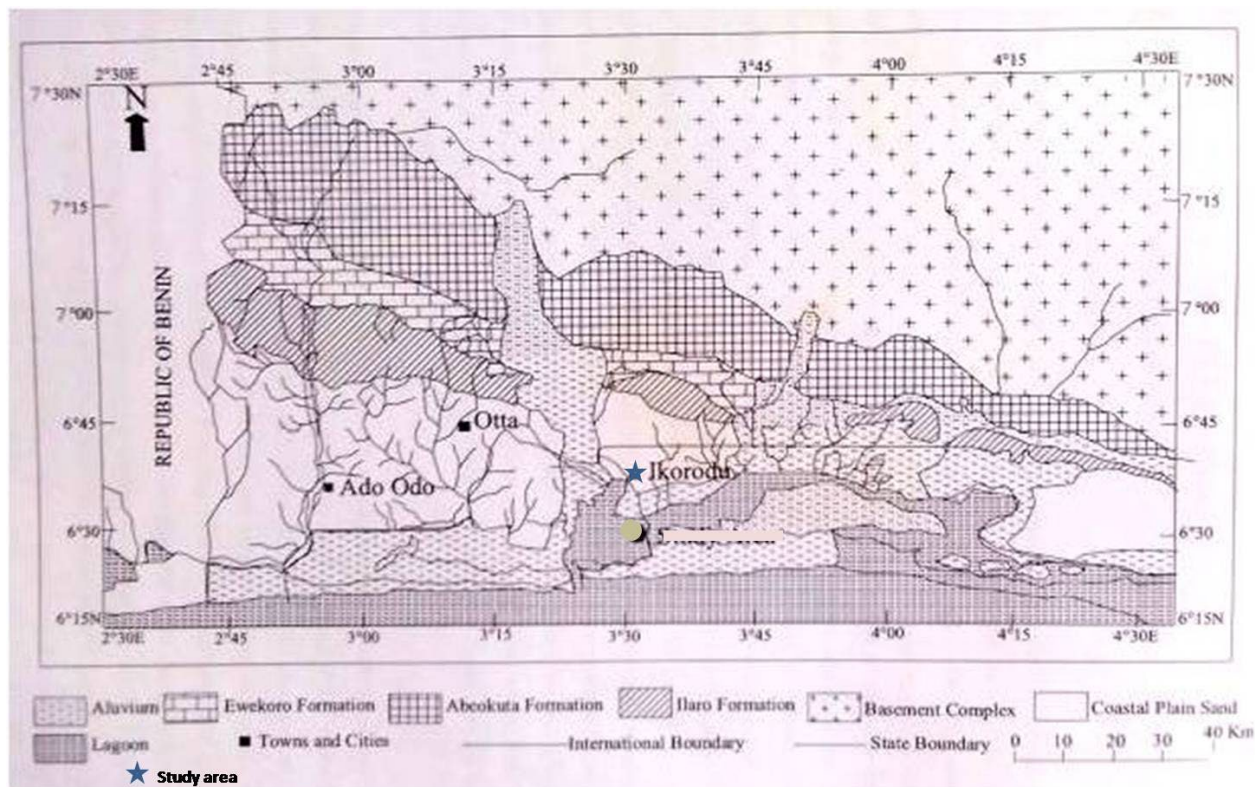 2°30E 2°45 3°00 3°15 3°30 3°45 4°00 4°15 4°30E
7°30N 7°30N
N
7°15 7°15
7°00 7°00
REPUBLIC OF BENIN
6°45 6°45
Otta
Ikorodu
Ado Odo
6°30 6°30
6°15N 6°15N
2°30E 2°45 3°00 3°15 3°30 3°45 4°00 4°15 4°30E
Aluvium Ewekoro Formation Abeokuta Formation Ilaro Formation Basement Complex Coastal Plain Sand
Lagoon Towns and Cities International Boundary State Boundary 0 10 20 30 40 Km
Study area